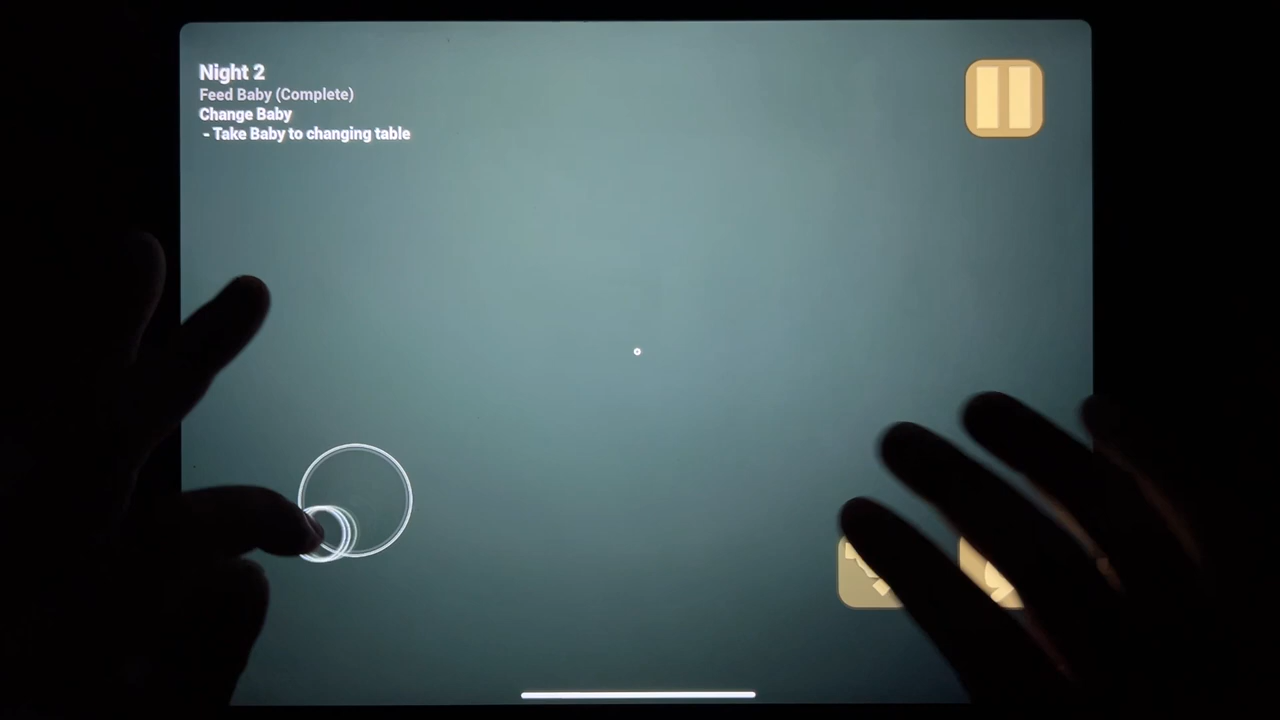 Night 2
Feed Baby (Complete)
Change Baby
- Take Baby to changing table